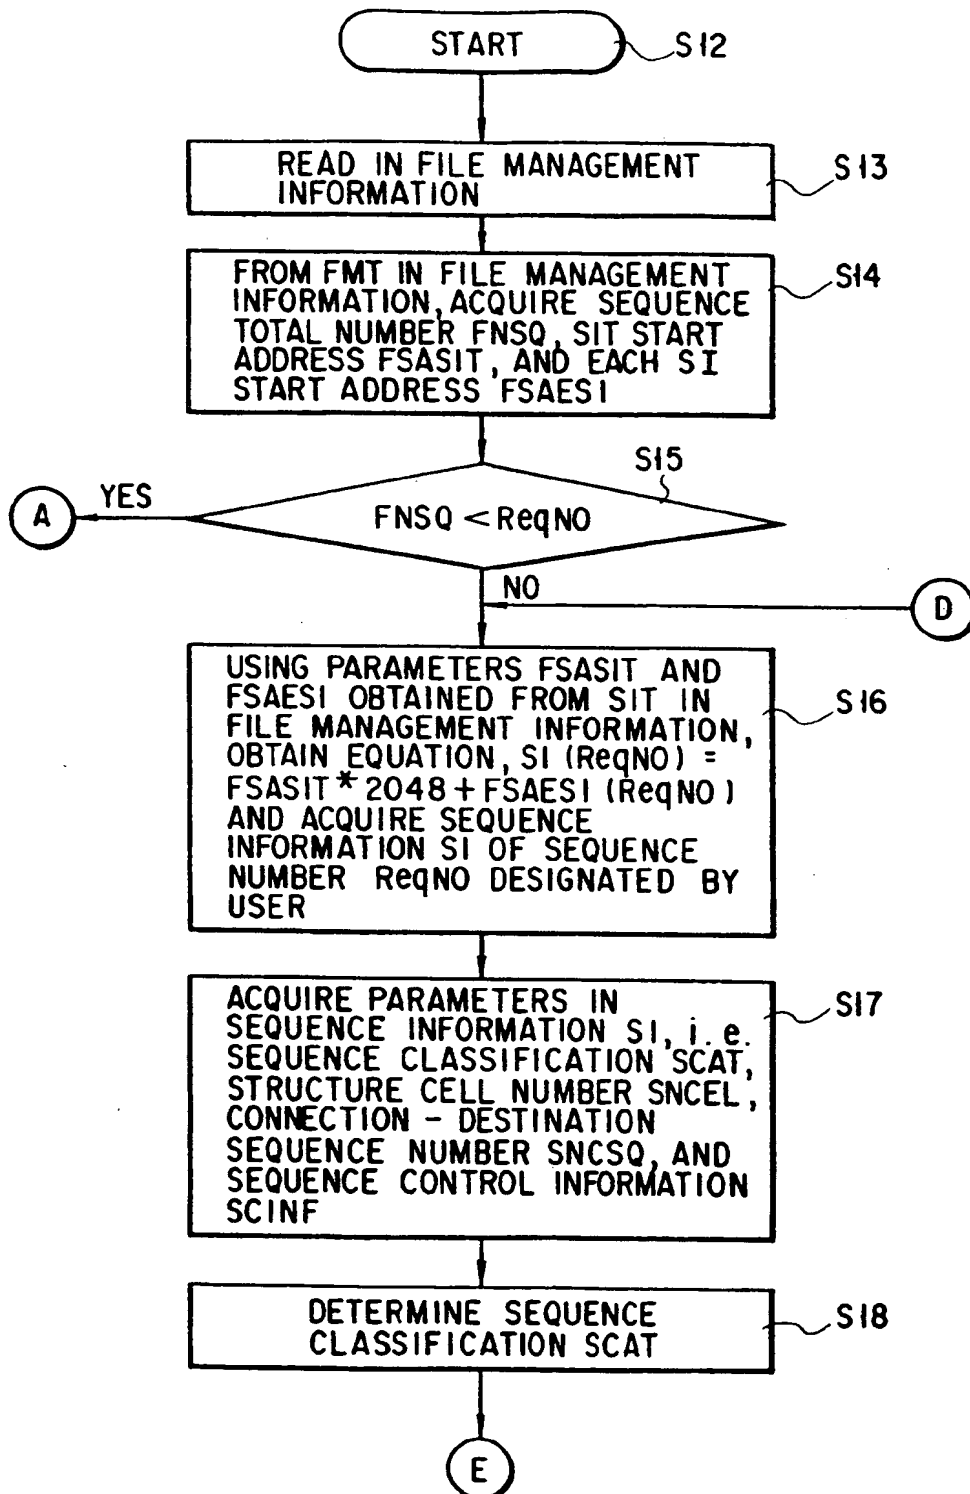 START
S12
READ IN FILE MANAGEMENT
INFORMATION
S13
FROM FMT IN FILE MANAGEMENT
INFORMATION, ACQUIRE SEQUENCE
TOTAL NUMBER FNSQ, SIT START
ADDRESS FSASIT, AND EACH SI
START ADDRESS FSAESI
S14
S15
FNSQ < ReqNO
YES
A
NO
D
USING PARAMETERS FSASIT AND
FSAESI OBTAINED FROM SIT IN
FILE MANAGEMENT INFORMATION,
OBTAIN EQUATION, SI (ReqNO) =
FSASIT * 2048 + FSAESI (ReqNO)
AND ACQUIRE SEQUENCE
INFORMATION SI OF SEQUENCE
NUMBER ReqNO DESIGNATED BY
USER
S16
ACQUIRE PARAMETERS IN
SEQUENCE INFORMATION SI, i. e.
SEQUENCE CLASSIFICATION SCAT,
STRUCTURE CELL NUMBER SNCEL,
CONNECTION - DESTINATION
SEQUENCE NUMBER SNCSQ, AND
SEQUENCE CONTROL INFORMATION
SCINF
S17
DETERMINE SEQUENCE
CLASSIFICATION SCAT
S18
E